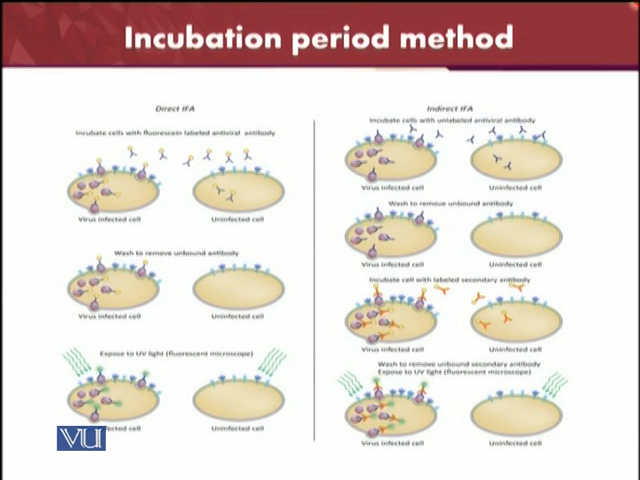 Incubation period method
Direct IFA
Incubate cells with fluorescein labeled antiviral antibody
Virus infected cell
Uninfected cell
Wash to remove unbound antibody
Virus infected cell
Uninfected cell
Expose to UV light (fluorescent microscope)
cted cell
Uninfected cell
VU
Indirect IFA
Incubate cells with unlabeled antiviral antibody
Virus infected cell
Uninfected cell
Wash to remove unbound antibody
Virus infected cell
Uninfected cell
Incubate cell with labeled secondary antibody
Virus infected cell
Uninfected cell
Wash to remove unbound secondary antibody
Expose to UV light (fluorescent microscope)
Virus infected cell
Uninfected cell